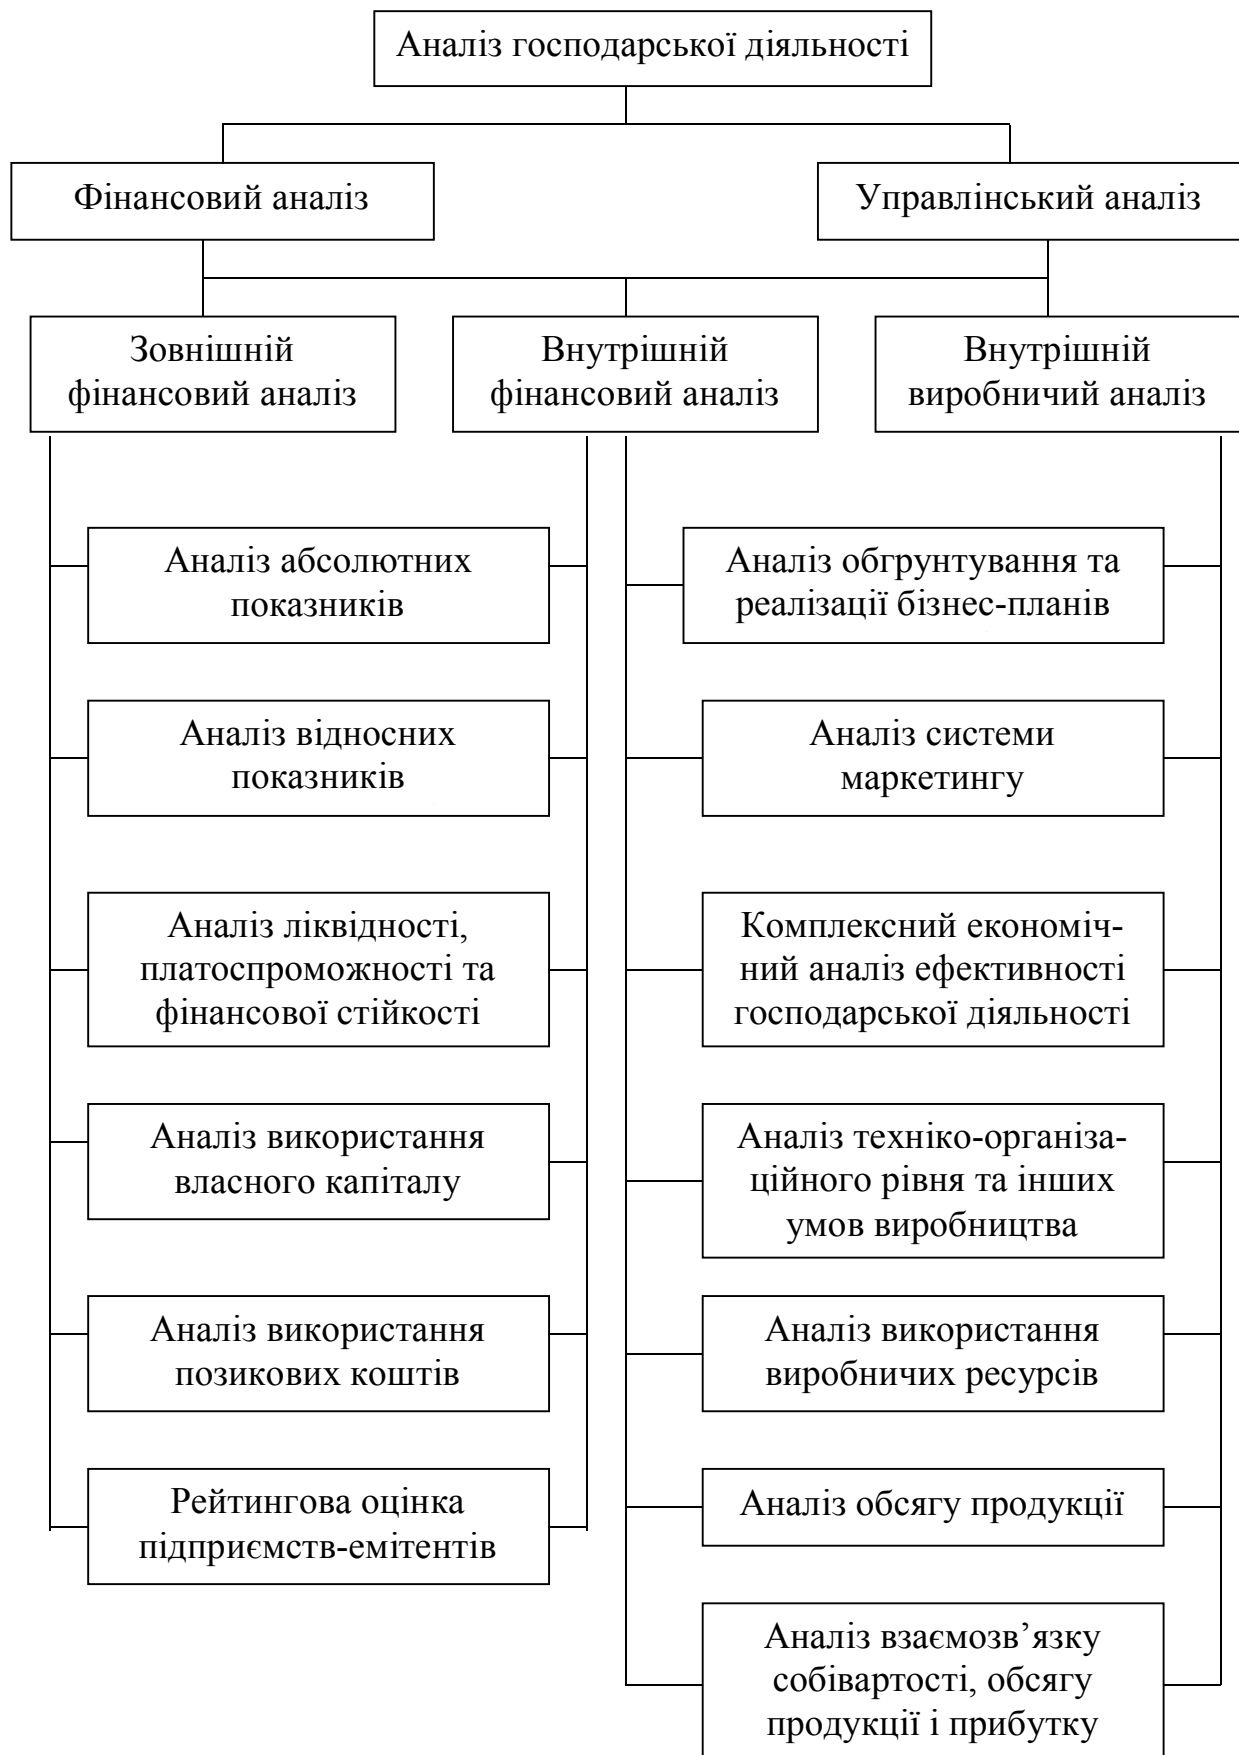 Аналіз господарської діяльності
Фінансовий аналіз
Управлінський аналіз
Зовнішній
фінансовий аналіз
Внутрішній
фінансовий аналіз
Внутрішній
виробничий аналіз
Аналіз абсолютних
показників
Аналіз обгрунтування та
реалізації бізнес-планів
Аналіз відносних
показників
Аналіз системи
маркетингу
Аналіз ліквідності,
платоспроможності та
фінансової стійкості
Комплексний економіч-
ний аналіз ефективності
господарської діяльності
Аналіз використання
власного капіталу
Аналіз техніко-організа-
ційного рівня та інших
умов виробництва
Аналіз використання
позикових коштів
Аналіз використання
виробничих ресурсів
Рейтингова оцінка
підприємств-емітентів
Аналіз обсягу продукції
Аналіз взаємозв’язку
собівартості, обсягу
продукції і прибутку